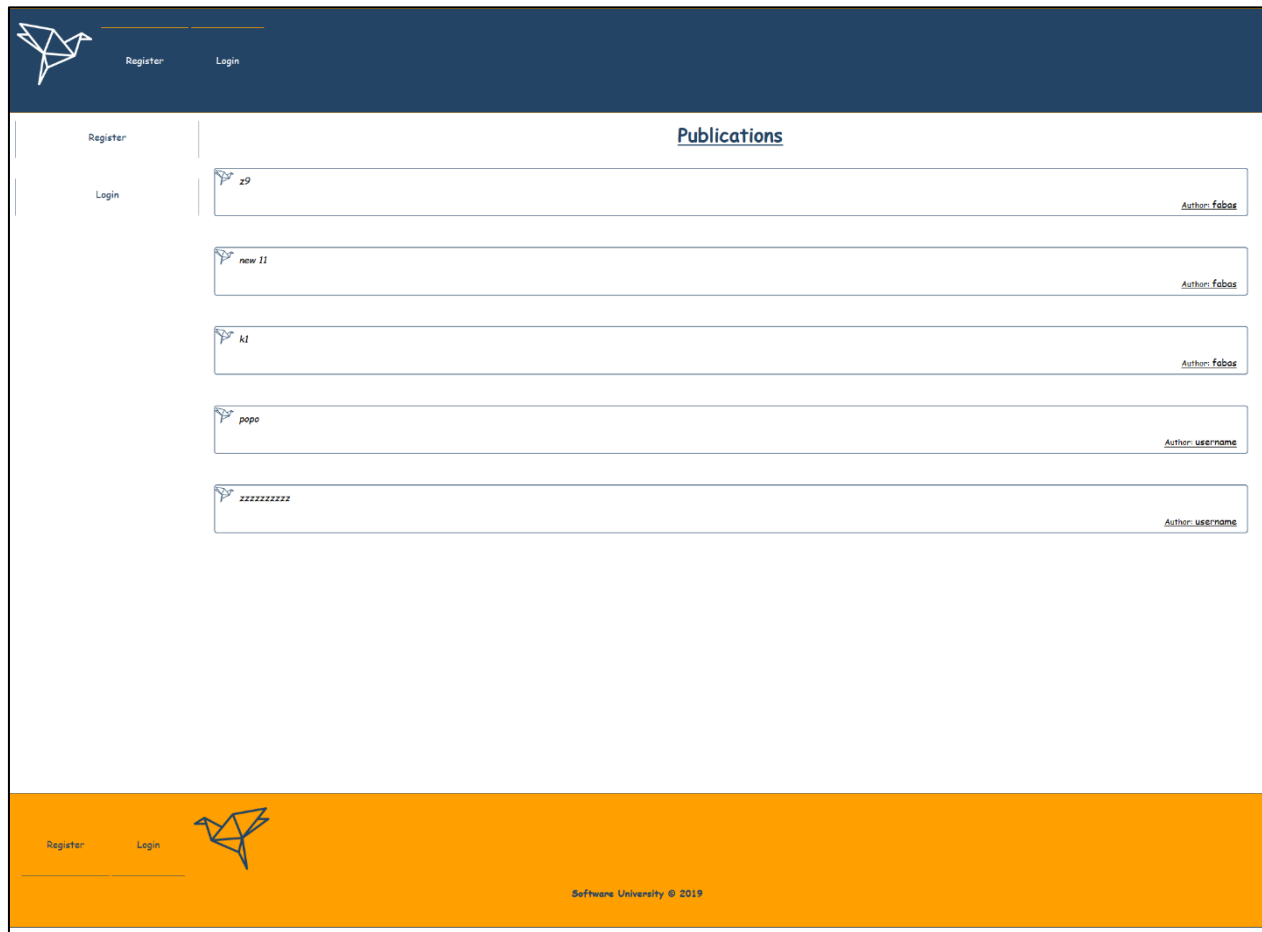 Register Login
Register
Login
Publications
z9
Author: fabas
new 11
Author: fabas
k1
Author: fabas
popo
Author: username
zzzzzzzzzz
Author: username
Register Login
Software University © 2019